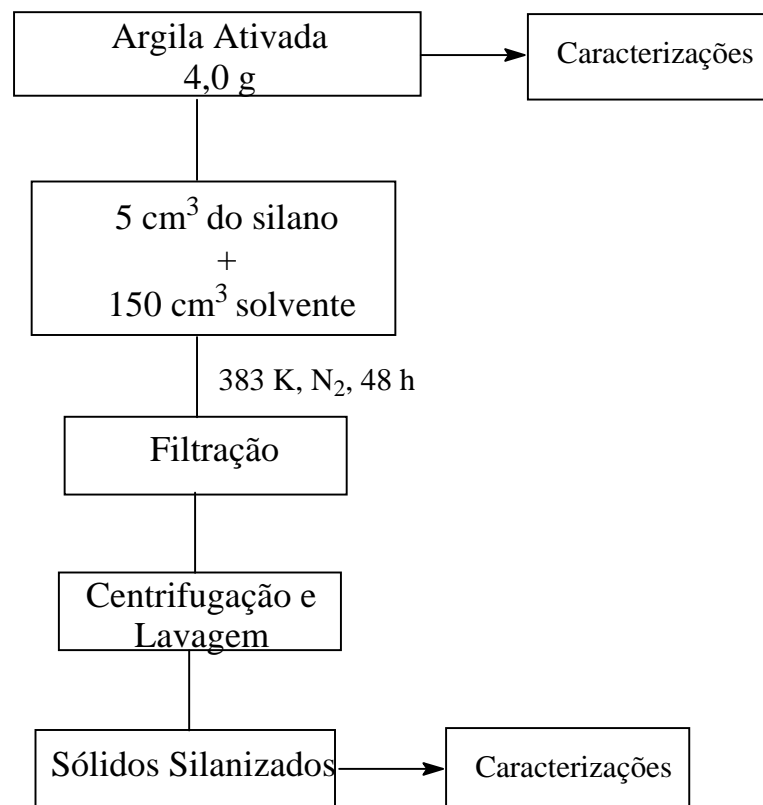 Argila Ativada
4,0 g
Caracterizações
5 cm³ do silano
+
150 cm³ solvente
383 K, N₂, 48 h
Filtração
Centrifugação e
Lavagem
Sólidos Silanizados
Caracterizações